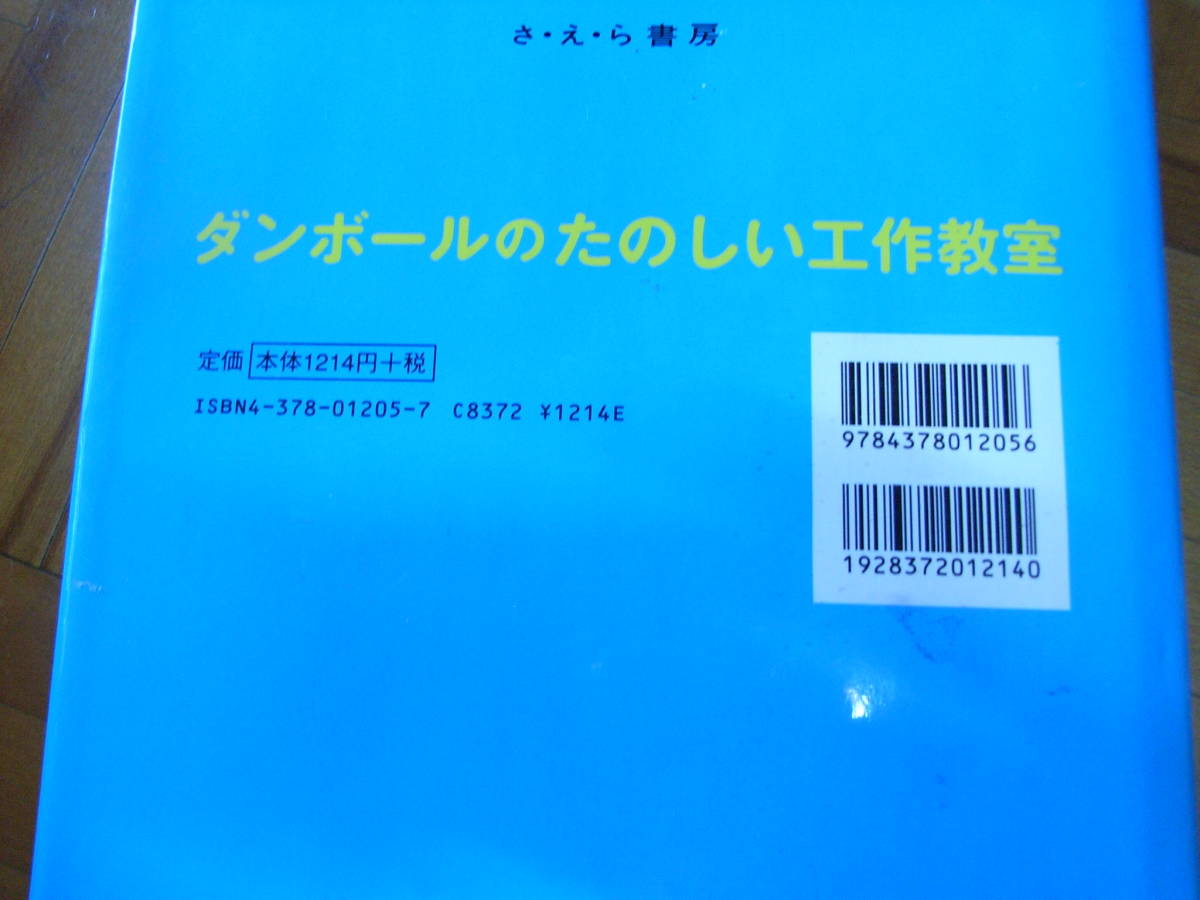 さ・え・ら書房
ダンボールのたのしい工作教室
定価 本体1214円+税
ISBN4-378-01205-7 C8372 ¥1214E
9784378012056
1928372012140